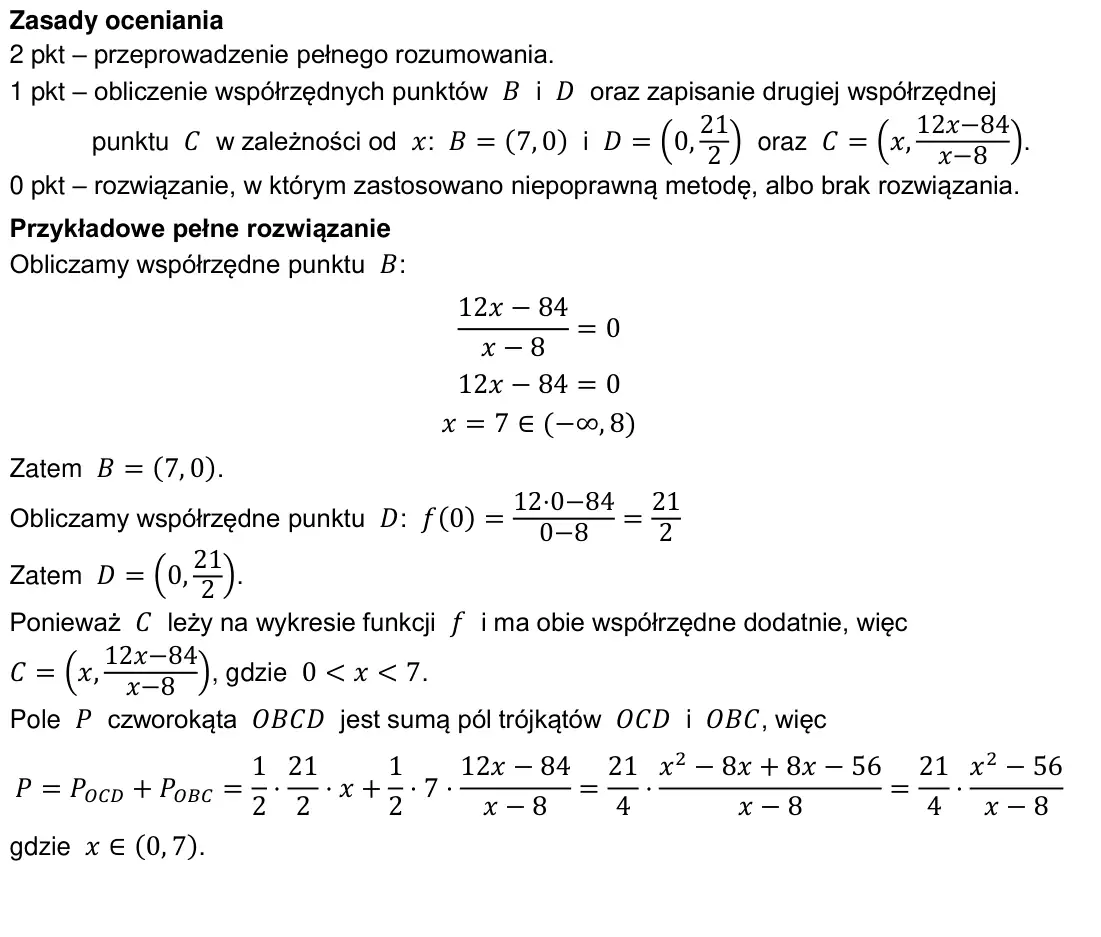 Zasady oceniania
2 pkt – przeprowadzenie pełnego rozumowania.
1 pkt – obliczenie współrzędnych punktów B i D oraz zapisanie drugiej współrzędnej
punktu C w zależności od x: B = (7, 0) i D = (0, 21/2) oraz C = (x, (12x−84)/(x−8)).
0 pkt – rozwiązanie, w którym zastosowano niepoprawną metodę, albo brak rozwiązania.
Przykładowe pełne rozwiązanie
Obliczamy współrzędne punktu B:
(12x − 84)/(x − 8) = 0
12x − 84 = 0
x = 7 ∈ (−∞, 8)
Zatem B = (7, 0).
Obliczamy współrzędne punktu D: f(0) = (12·0−84)/(0−8) = 21/2
Zatem D = (0, 21/2).
Ponieważ C leży na wykresie funkcji f i ma obie współrzędne dodatnie, więc
C = (x, (12x−84)/(x−8)), gdzie 0 < x < 7.
Pole P czworokąta OBCD jest sumą pól trójkątów OCD i OBC, więc
P = P_OCD + P_OBC = 1/2 · 21/2 · x + 1/2 · 7 · (12x − 84)/(x − 8) = 21/4 · (x² − 8x + 8x − 56)/(x − 8) = 21/4 · (x² − 56)/(x − 8)
gdzie x ∈ (0, 7).